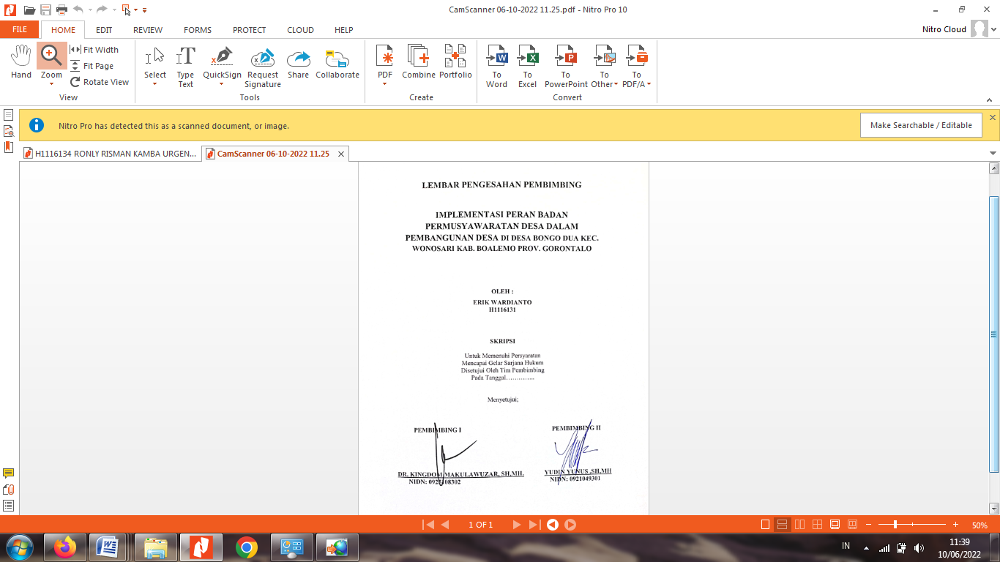 CamScanner 06-10-2022 11.25.pdf - Nitro Pro 10
FILE HOME EDIT REVIEW FORMS PROTECT CLOUD HELP
Nitro Cloud
Hand
Zoom
Fit Width
Fit Page
Rotate View
View
Select
Type Text
QuickSign
Request Signature
Share
Collaborate
Tools
PDF
Combine
Portfolio
Create
To Word
To Excel
To PowerPoint
To Other
To PDF/A
Convert
Nitro Pro has detected this as a scanned document, or image.
Make Searchable / Editable
H1116134 RONLY RISMAN KAMBA URGEN...
CamScanner 06-10-2022 11.25
LEMBAR PENGESAHAN PEMBIMBING
IMPLEMENTASI PERAN BADAN
PERMUSYAWARATAN DESA DALAM
PEMBANGUNAN DESA DI DESA BONGO DUA KEC.
WONOSARI KAB. BOALEMO PROV. GORONTALO
OLEH :
ERIK WARDIANTO
H1116131
SKRIPSI
Untuk Memenuhi Persyaratan
Mencapai Gelar Sarjana Hukum
Disetujui Oleh Tim Pembimbing
Pada Tanggal…………..
Menyetujui;
PEMBIMBING I
DR. KINGDOM MAKULAWUZAR, SH,MH.
NIDN:
PEMBIMBING II
YUDIN YUNUS ,SH,MH
NIDN: 0921049301
1 OF 1
50%
IN
11:39
10/06/2022